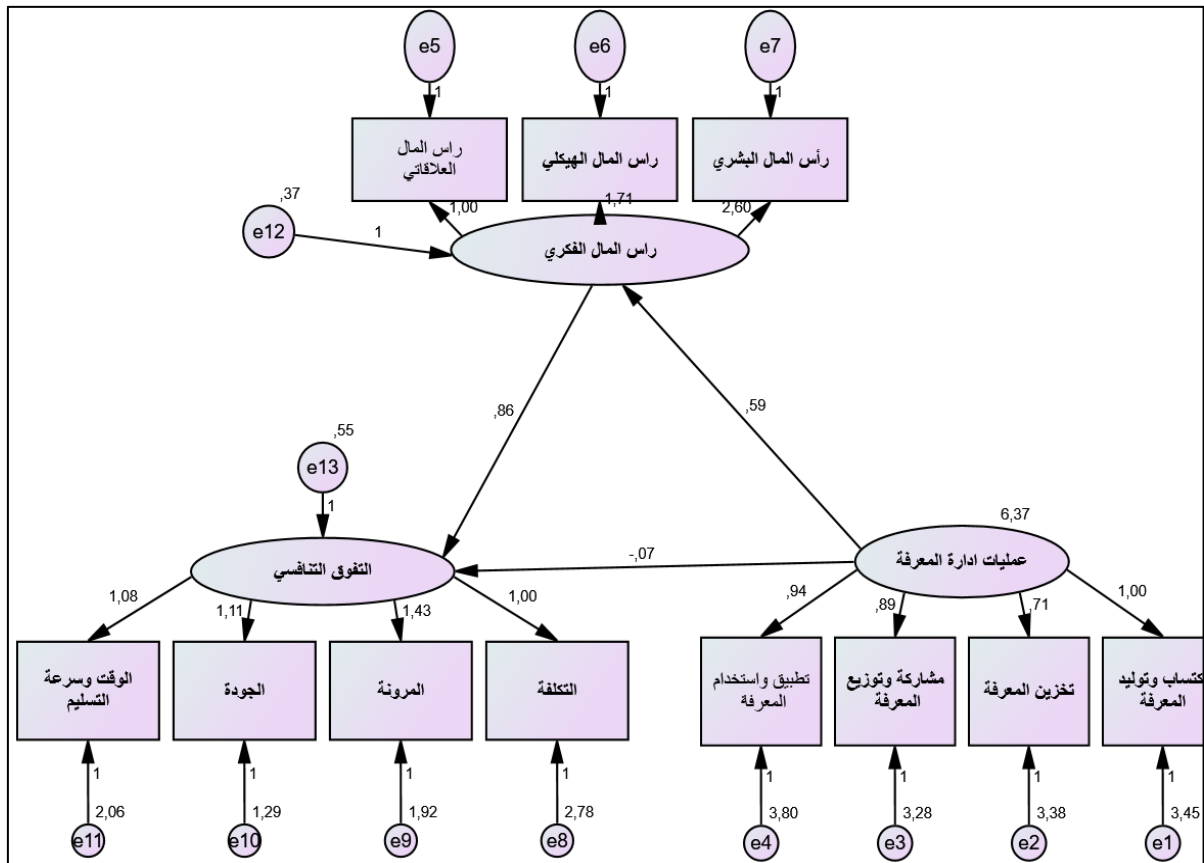 e5
e6
e7
1
1
1
راس المال
العلاقاتي
راس المال الهيكلي
رأس المال البشري
,37
e12
1
1,00
1,71
2,60
راس المال الفكري
,86
,59
,55
e13
1
6,37
التفوق التنافسي
-,07
عمليات ادارة المعرفة
1,08
1,11
1,43
1,00
,94
,89
,71
1,00
الوقت وسرعة
التسليم
الجودة
المرونة
التكلفة
تطبيق واستخدام
المعرفة
مشاركة وتوزيع
المعرفة
تخزين المعرفة
كتساب وتوليد
المعرفة
1
1
1
1
1
1
1
1
2,06
1,29
1,92
2,78
3,80
3,28
3,38
3,45
e11
e10
e9
e8
e4
e3
e2
e1